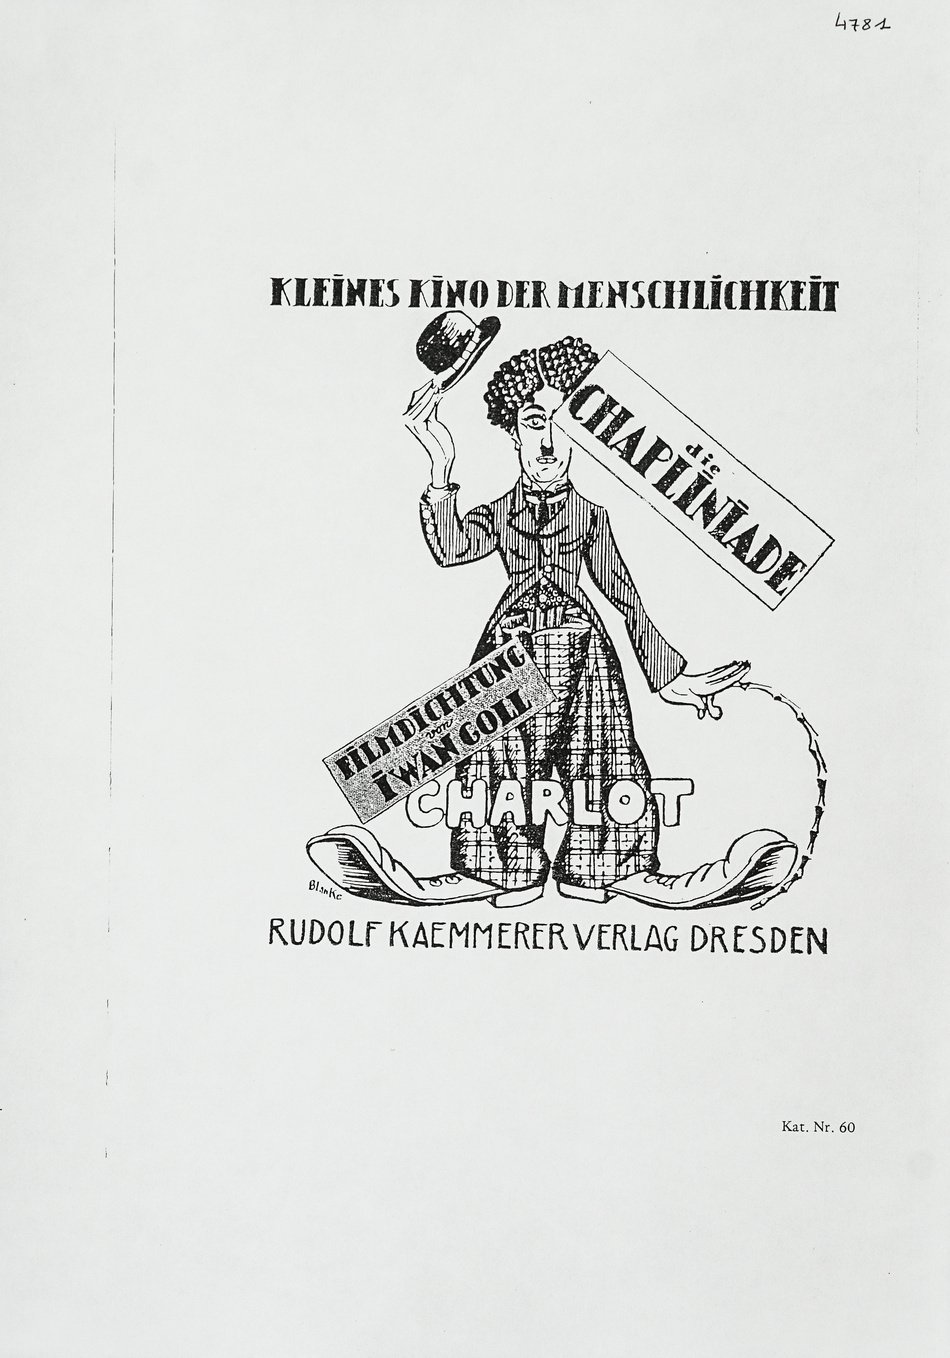 4781
KLEINES KINO DER MENSCHLICHKEIT
die
CHAPLINIADE
FILMDICHTUNG
von
IWAN GOLL
CHARLOT
Blanke
RUDOLF KAEMMERER VERLAG DRESDEN
Kat. Nr. 60